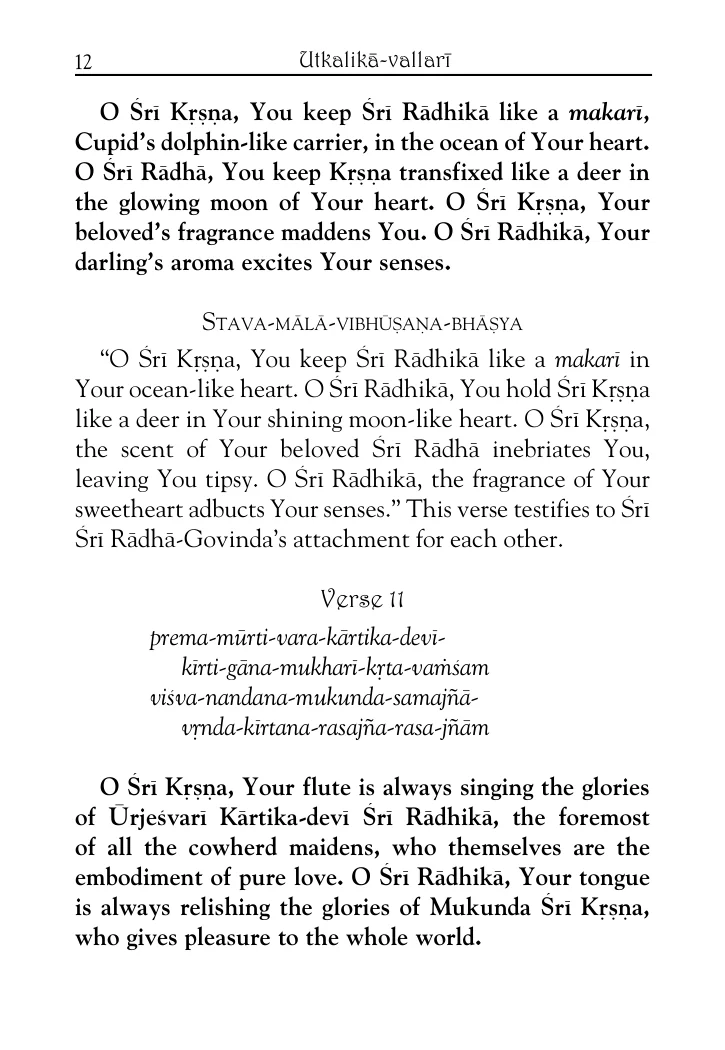 12 Utkalikā-vallarī
O Śrī Kṛṣṇa, You keep Śrī Rādhikā like a makarī,
Cupid’s dolphin-like carrier, in the ocean of Your heart.
O Śrī Rādhā, You keep Kṛṣṇa transfixed like a deer in
the glowing moon of Your heart. O Śrī Kṛṣṇa, Your
beloved’s fragrance maddens You. O Śrī Rādhikā, Your
darling’s aroma excites Your senses.
Stava-mālā-vibhūṣaṇa-bhāṣya
“O Śrī Kṛṣṇa, You keep Śrī Rādhikā like a makarī in
Your ocean-like heart. O Śrī Rādhikā, You hold Śrī Kṛṣṇa
like a deer in Your shining moon-like heart. O Śrī Kṛṣṇa,
the scent of Your beloved Śrī Rādhā inebriates You,
leaving You tipsy. O Śrī Rādhikā, the fragrance of Your
sweetheart adbucts Your senses.” This verse testifies to Śrī
Śrī Rādhā-Govinda’s attachment for each other.
Verse 11
prema-mūrti-vara-kārtika-devī-
kīrti-gāna-mukharī-kṛta-vaṁśam
viśva-nandana-mukunda-samajñā-
vṛnda-kīrtana-rasajña-rasa-jñām
O Śrī Kṛṣṇa, Your flute is always singing the glories
of Ūrjeśvarī Kārtika-devī Śrī Rādhikā, the foremost
of all the cowherd maidens, who themselves are the
embodiment of pure love. O Śrī Rādhikā, Your tongue
is always relishing the glories of Mukunda Śrī Kṛṣṇa,
who gives pleasure to the whole world.